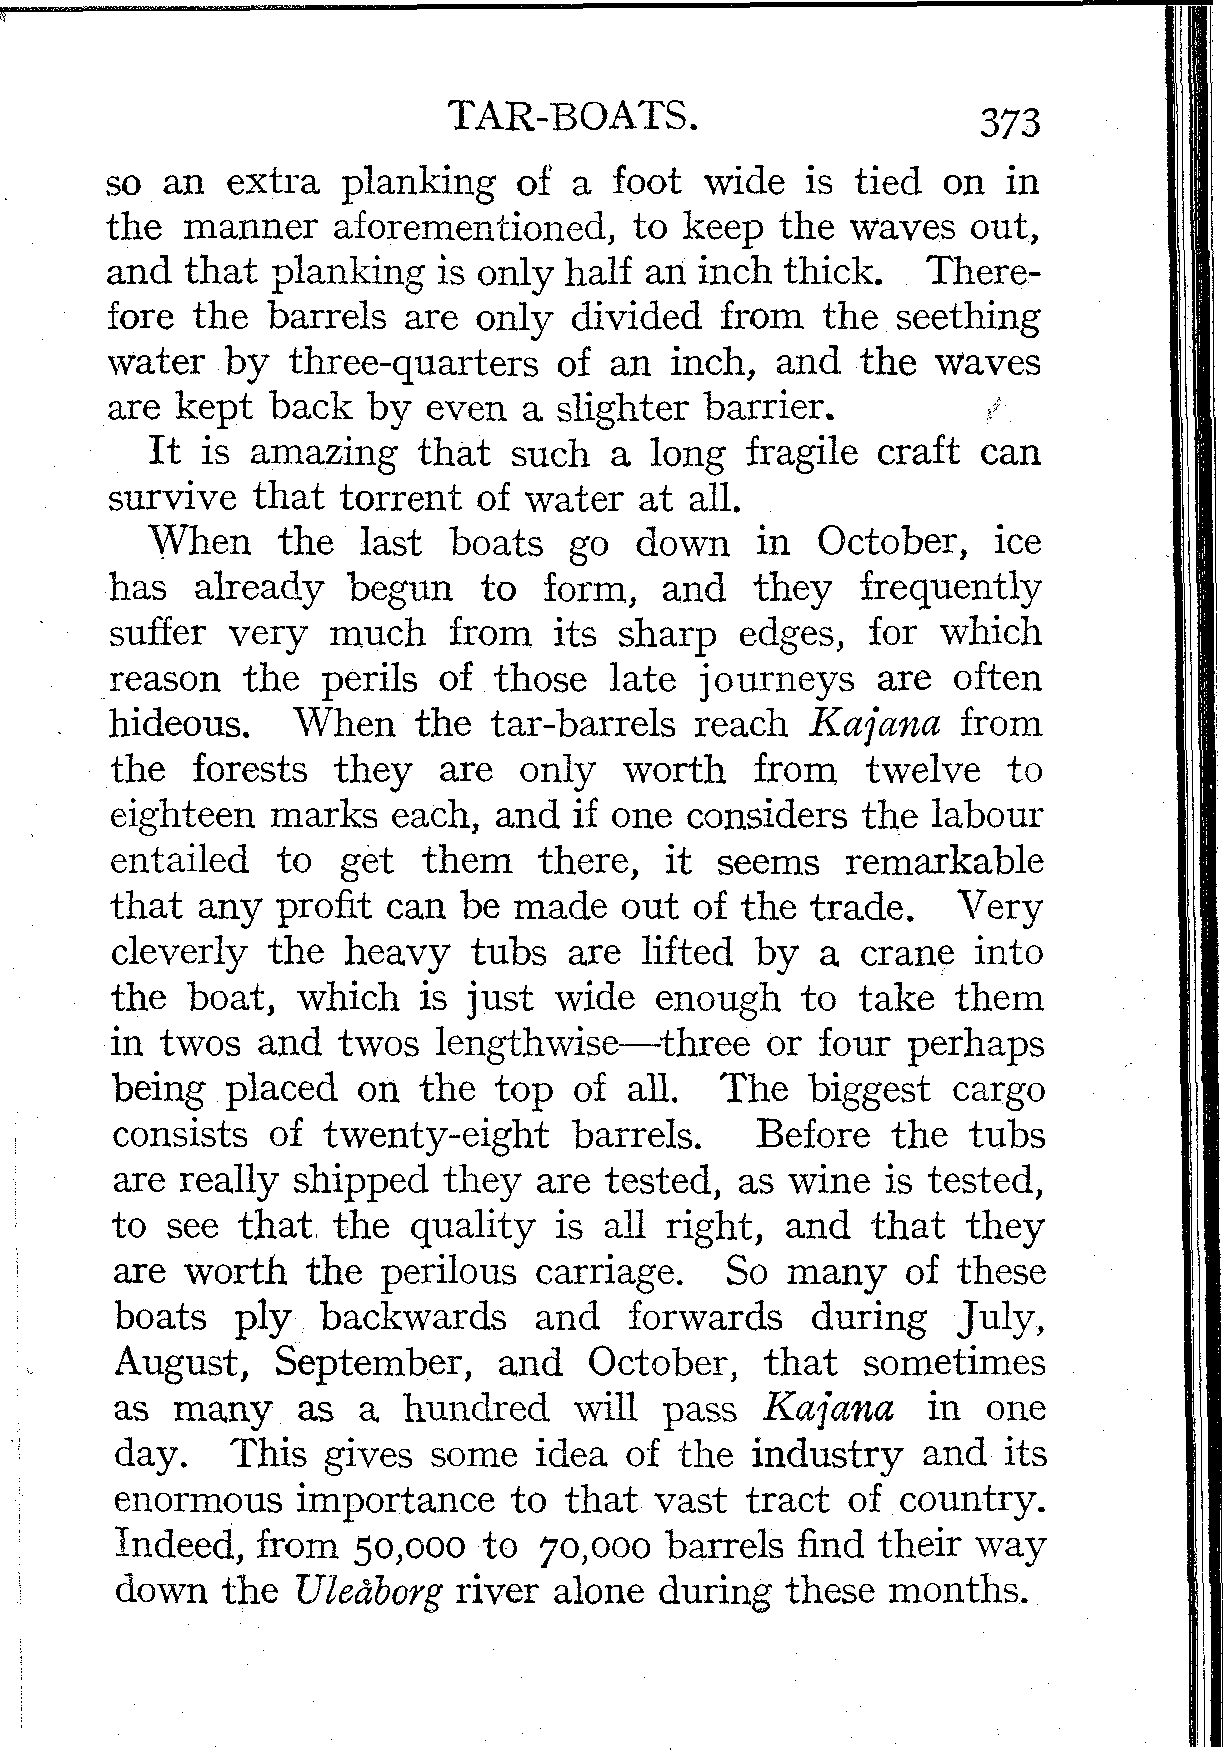 TAR-BOATS. 373
so an extra planking of a foot wide is tied on in
the manner aforementioned, to keep the waves out,
and that planking is only half an inch thick. There-
fore the barrels are only divided from the seething
water by three-quarters of an inch, and the waves
are kept back by even a slighter barrier.
It is amazing that such a long fragile craft can
survive that torrent of water at all.
When the last boats go down in October, ice
has already begun to form, and they frequently
suffer very much from its sharp edges, for which
reason the perils of those late journeys are often
hideous. When the tar-barrels reach Kajana from
the forests they are only worth from twelve to
eighteen marks each, and if one considers the labour
entailed to get them there, it seems remarkable
that any profit can be made out of the trade. Very
cleverly the heavy tubs are lifted by a crane into
the boat, which is just wide enough to take them
in twos and twos lengthwise—three or four perhaps
being placed on the top of all. The biggest cargo
consists of twenty-eight barrels. Before the tubs
are really shipped they are tested, as wine is tested,
to see that the quality is all right, and that they
are worth the perilous carriage. So many of these
boats ply backwards and forwards during July,
August, September, and October, that sometimes
as many as a hundred will pass Kajana in one
day. This gives some idea of the industry and its
enormous importance to that vast tract of country.
Indeed, from 50,000 to 70,000 barrels find their way
down the Uleåborg river alone during these months.